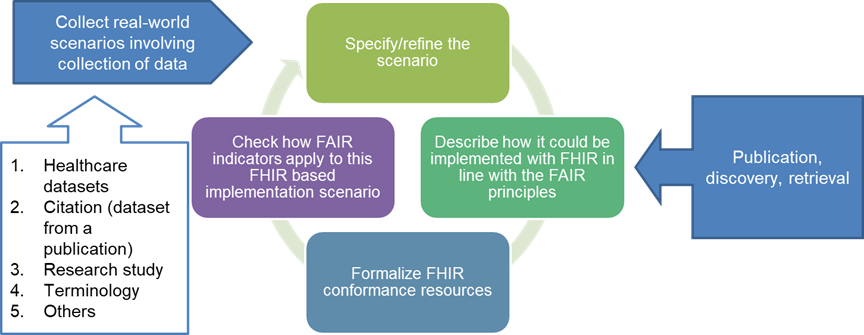 Collect real-world
scenarios involving
collection of data
Specify/refine the
scenario
Check how FAIR
indicators apply to this
FHIR based
implementation scenario
Describe how it could be
implemented with FHIR in
line with the FAIR
principles
Publication,
discovery, retrieval
1. Healthcare
datasets
2. Citation (dataset
from a
publication)
3. Research study
4. Terminology
5. Others
Formalize FHIR
conformance resources